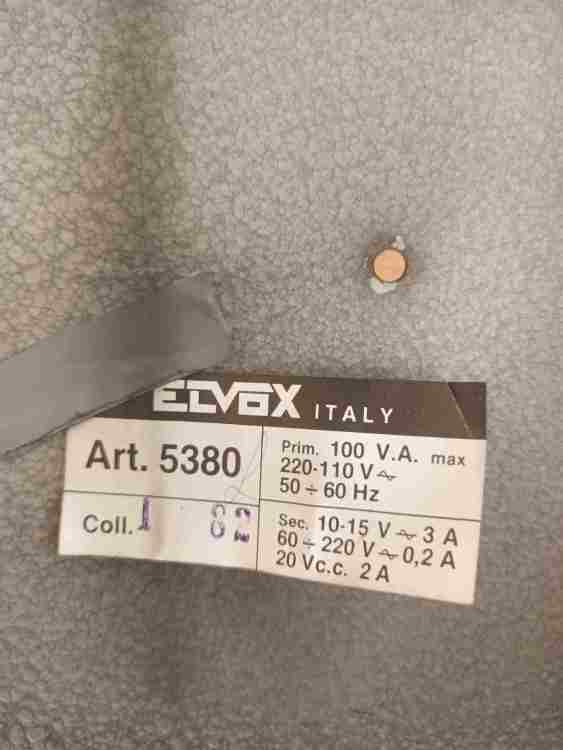 ELVOX ITALY
Art. 5380
Coll. 1 82
Prim. 100 V.A. max
220-110 V ~
50 ÷ 60 Hz
Sec. 10-15 V ~ 3 A
60 ÷ 220 V ~ 0,2 A
20 Vc.c. 2 A